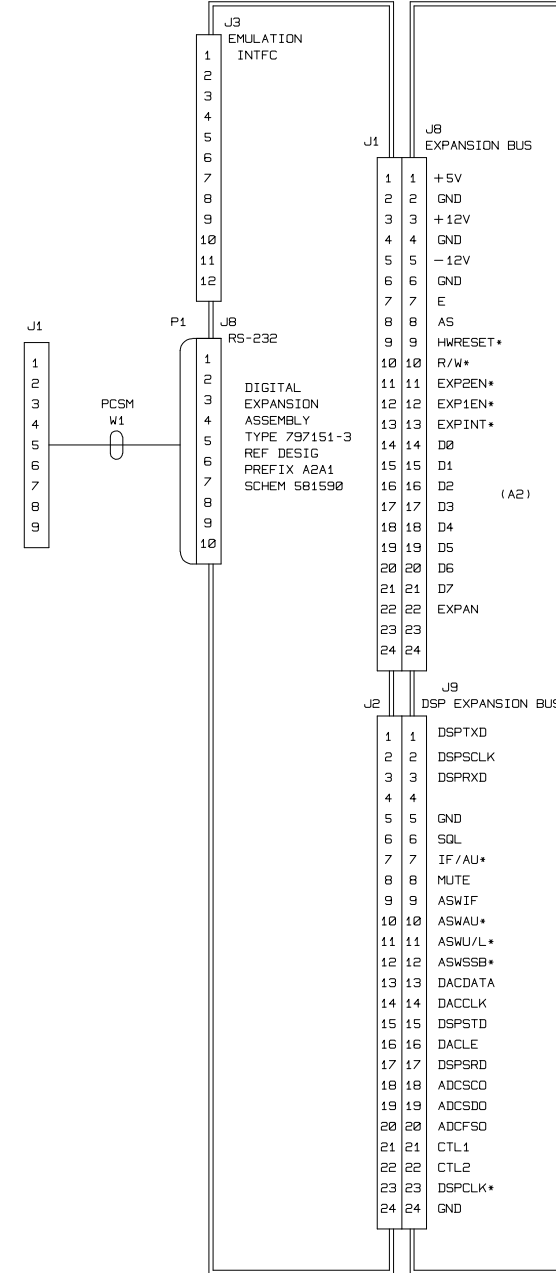 J3
EMULATION
INTFC
1
2
3
4
5
6
7
8
9
10
11
12
J1
1
2
3
4
5
6
7
8
9
PCSM
W1
P1
J8
RS-232
1
2
3
4
5
6
7
8
9
10
DIGITAL
EXPANSION
ASSEMBLY
TYPE 797151-3
REF DESIG
PREFIX A2A1
SCHEM 581590
J1
J8
EXPANSION BUS
1 1 +5V
2 2 GND
3 3 +12V
4 4 GND
5 5 -12V
6 6 GND
7 7 E
8 8 AS
9 9 HWRESET*
10 10 R/W*
11 11 EXP2EN*
12 12 EXP1EN*
13 13 EXPINT*
14 14 D0
15 15 D1
16 16 D2
(A2)
17 17 D3
18 18 D4
19 19 D5
20 20 D6
21 21 D7
22 22 EXPAN
23 23
24 24
J2
J9
DSP EXPANSION BUS
1 1 DSPTXD
2 2 DSPSCLK
3 3 DSPRXD
4 4
5 5 GND
6 6 SQL
7 7 IF/AU*
8 8 MUTE
9 9 ASWIF
10 10 ASWAU*
11 11 ASWU/L*
12 12 ASWSSB*
13 13 DACDATA
14 14 DACCLK
15 15 DSPSTD
16 16 DACLE
17 17 DSPSRD
18 18 ADCSCO
19 19 ADCSDO
20 20 ADCFSO
21 21 CTL1
22 22 CTL2
23 23 DSPCLK*
24 24 GND